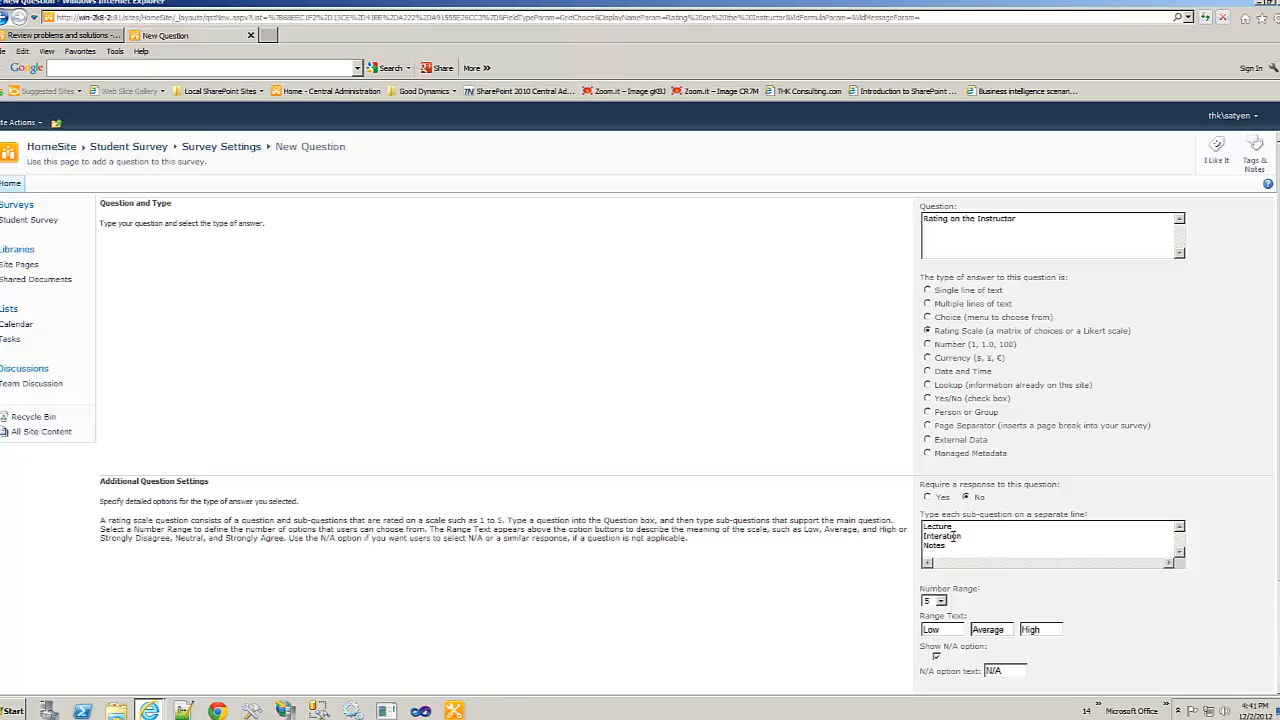 New Question - Windows Internet Explorer
Review problems and solutions -...
New Question
Edit View Favorites Tools Help
Google Search Share More » Sign In
Suggested Sites Web Slice Gallery Local SharePoint Sites Home - Central Administration Good Dynamics SharePoint 2010 Central Ad... Zoom.it – Image gKBJ Zoom.it – Image CR7M THK Consulting.com Introduction to SharePoint ... Business intelligence scenari...
te Actions
thk\satyen
HomeSite Student Survey Survey Settings New Question
Use this page to add a question to this survey.
I Like It
Tags & Notes
Home
Surveys
Student Survey
Libraries
Site Pages
Shared Documents
Lists
Calendar
Tasks
Discussions
Team Discussion
Recycle Bin
All Site Content
Question and Type
Type your question and select the type of answer.
Question:
Rating on the Instructor
The type of answer to this question is:
Single line of text
Multiple lines of text
Choice (menu to choose from)
Rating Scale (a matrix of choices or a Likert scale)
Number (1, 1.0, 100)
Currency ($, ¥, €)
Date and Time
Lookup (information already on this site)
Yes/No (check box)
Person or Group
Page Separator (inserts a page break into your survey)
External Data
Managed Metadata
Additional Question Settings
Specify detailed options for the type of answer you selected.
A rating scale question consists of a question and sub-questions that are rated on a scale such as 1 to 5. Type a question into the Question box, and then type sub-questions that support the main question.
Select a Number Range to define the number of options that users can choose from. The Range Text appears above the option buttons to describe the meaning of the scale, such as Low, Average, and High or
Strongly Disagree, Neutral, and Strongly Agree. Use the N/A option if you want users to select N/A or a similar response, if a question is not applicable.
Require a response to this question:
Yes No
Type each sub-question on a separate line:
Lecture
Interation
Notes
Number Range:
5
Range Text:
Low Average High
Show N/A option:
N/A option text: N/A
Start
14 » Microsoft Office »
4:41 PM